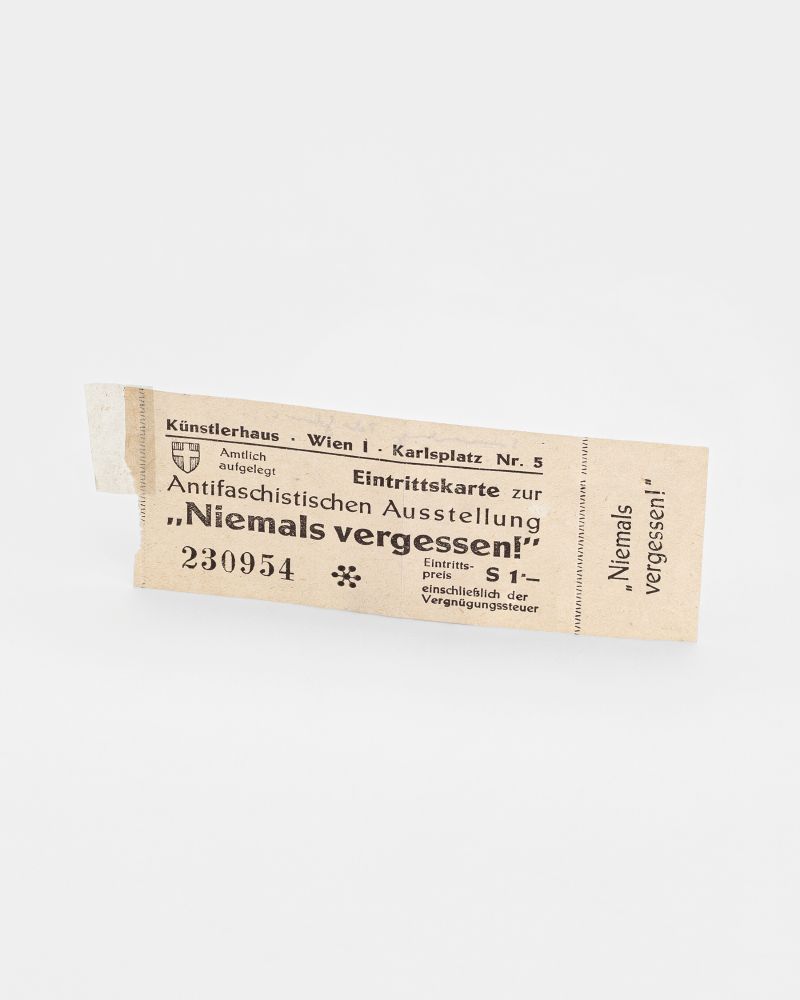 Künstlerhaus · Wien I · Karlsplatz Nr. 5
Amtlich
aufgelegt
Eintrittskarte zur
Antifaschistischen Ausstellung
„Niemals vergessen!"
230954
Eintritts-
preis S 1·–
einschließlich der
Vergnügungssteuer
„Niemals
vergessen!"